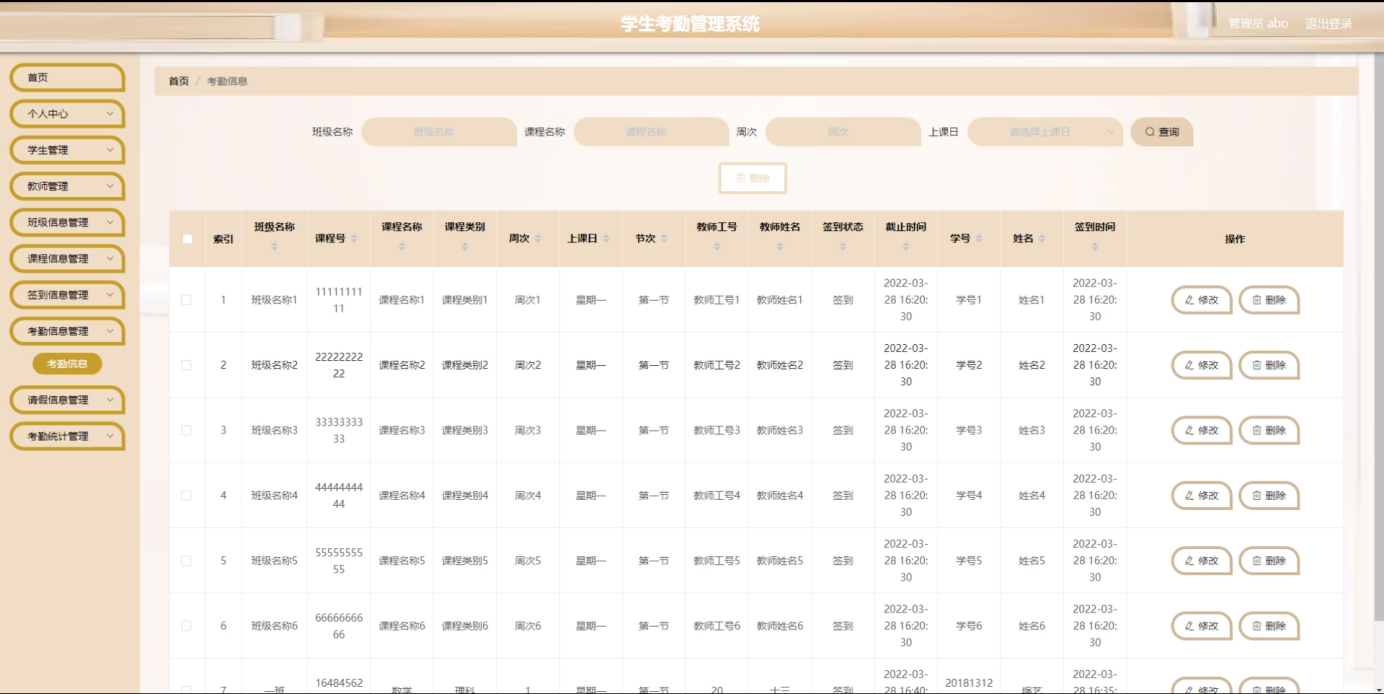 学生考勤管理系统
管理员 abo 退出登录
首页
个人中心
学生管理
教师管理
班级信息管理
课程信息管理
签到信息管理
考勤信息管理
考勤信息
请假信息管理
考勤统计管理
首页 / 考勤信息
班级名称 班级名称 课程名称 课程名称 周次 周次 上课日 请选择上课日 查询
删除
索引 班级名称 课程号 课程名称 课程类别 周次 上课日 节次 教师工号 教师姓名 签到状态 截止时间 学号 姓名 签到时间 操作
1 班级名称1 1111111111 课程名称1 课程类别1 周次1 星期一 第一节 教师工号1 教师姓名1 签到 2022-03-28 16:20:30 学号1 姓名1 2022-03-28 16:20:30 修改 删除
2 班级名称2 2222222222 课程名称2 课程类别2 周次2 星期一 第一节 教师工号2 教师姓名2 签到 2022-03-28 16:20:30 学号2 姓名2 2022-03-28 16:20:30 修改 删除
3 班级名称3 3333333333 课程名称3 课程类别3 周次3 星期一 第一节 教师工号3 教师姓名3 签到 2022-03-28 16:20:30 学号3 姓名3 2022-03-28 16:20:30 修改 删除
4 班级名称4 4444444444 课程名称4 课程类别4 周次4 星期一 第一节 教师工号4 教师姓名4 签到 2022-03-28 16:20:30 学号4 姓名4 2022-03-28 16:20:30 修改 删除
5 班级名称5 5555555555 课程名称5 课程类别5 周次5 星期一 第一节 教师工号5 教师姓名5 签到 2022-03-28 16:20:30 学号5 姓名5 2022-03-28 16:20:30 修改 删除
6 班级名称6 6666666666 课程名称6 课程类别6 周次6 星期一 第一节 教师工号6 教师姓名6 签到 2022-03-28 16:20:30 学号6 姓名6 2022-03-28 16:20:30 修改 删除
7 一班 16484562 数学 理科 1 星期一 第一节 20 十三 签到 2022-03-28 16:40: 20181312 2022-03-28 16:35: 修改 删除